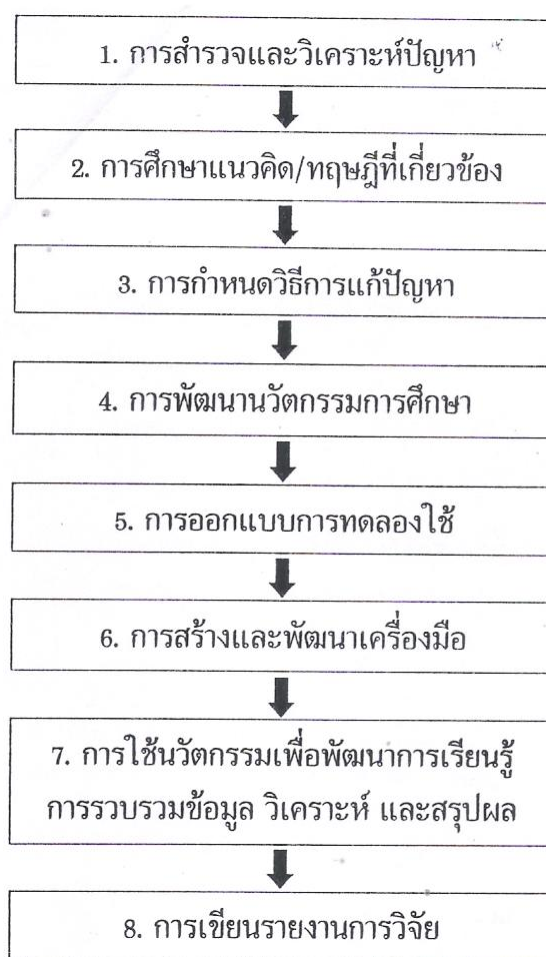 1. การสำรวจและวิเคราะห์ปัญหา
2. การศึกษาแนวคิด/ทฤษฎีที่เกี่ยวข้อง
3. การกำหนดวิธีการแก้ปัญหา
4. การพัฒนานวัตกรรมการศึกษา
5. การออกแบบการทดลองใช้
6. การสร้างและพัฒนาเครื่องมือ
7. การใช้นวัตกรรมเพื่อพัฒนาการเรียนรู้
การรวบรวมข้อมูล วิเคราะห์ และสรุปผล
8. การเขียนรายงานการวิจัย